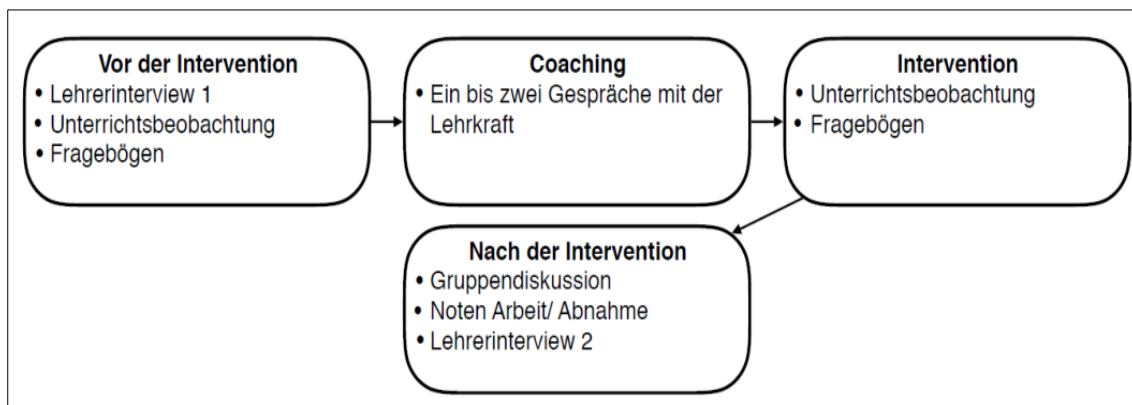 Vor der Intervention
• Lehrerinterview 1
• Unterrichtsbeobachtung
• Fragebögen
Coaching
• Ein bis zwei Gespräche mit der
Lehrkraft
Intervention
• Unterrichtsbeobachtung
• Fragebögen
Nach der Intervention
• Gruppendiskussion
• Noten Arbeit/ Abnahme
• Lehrerinterview 2